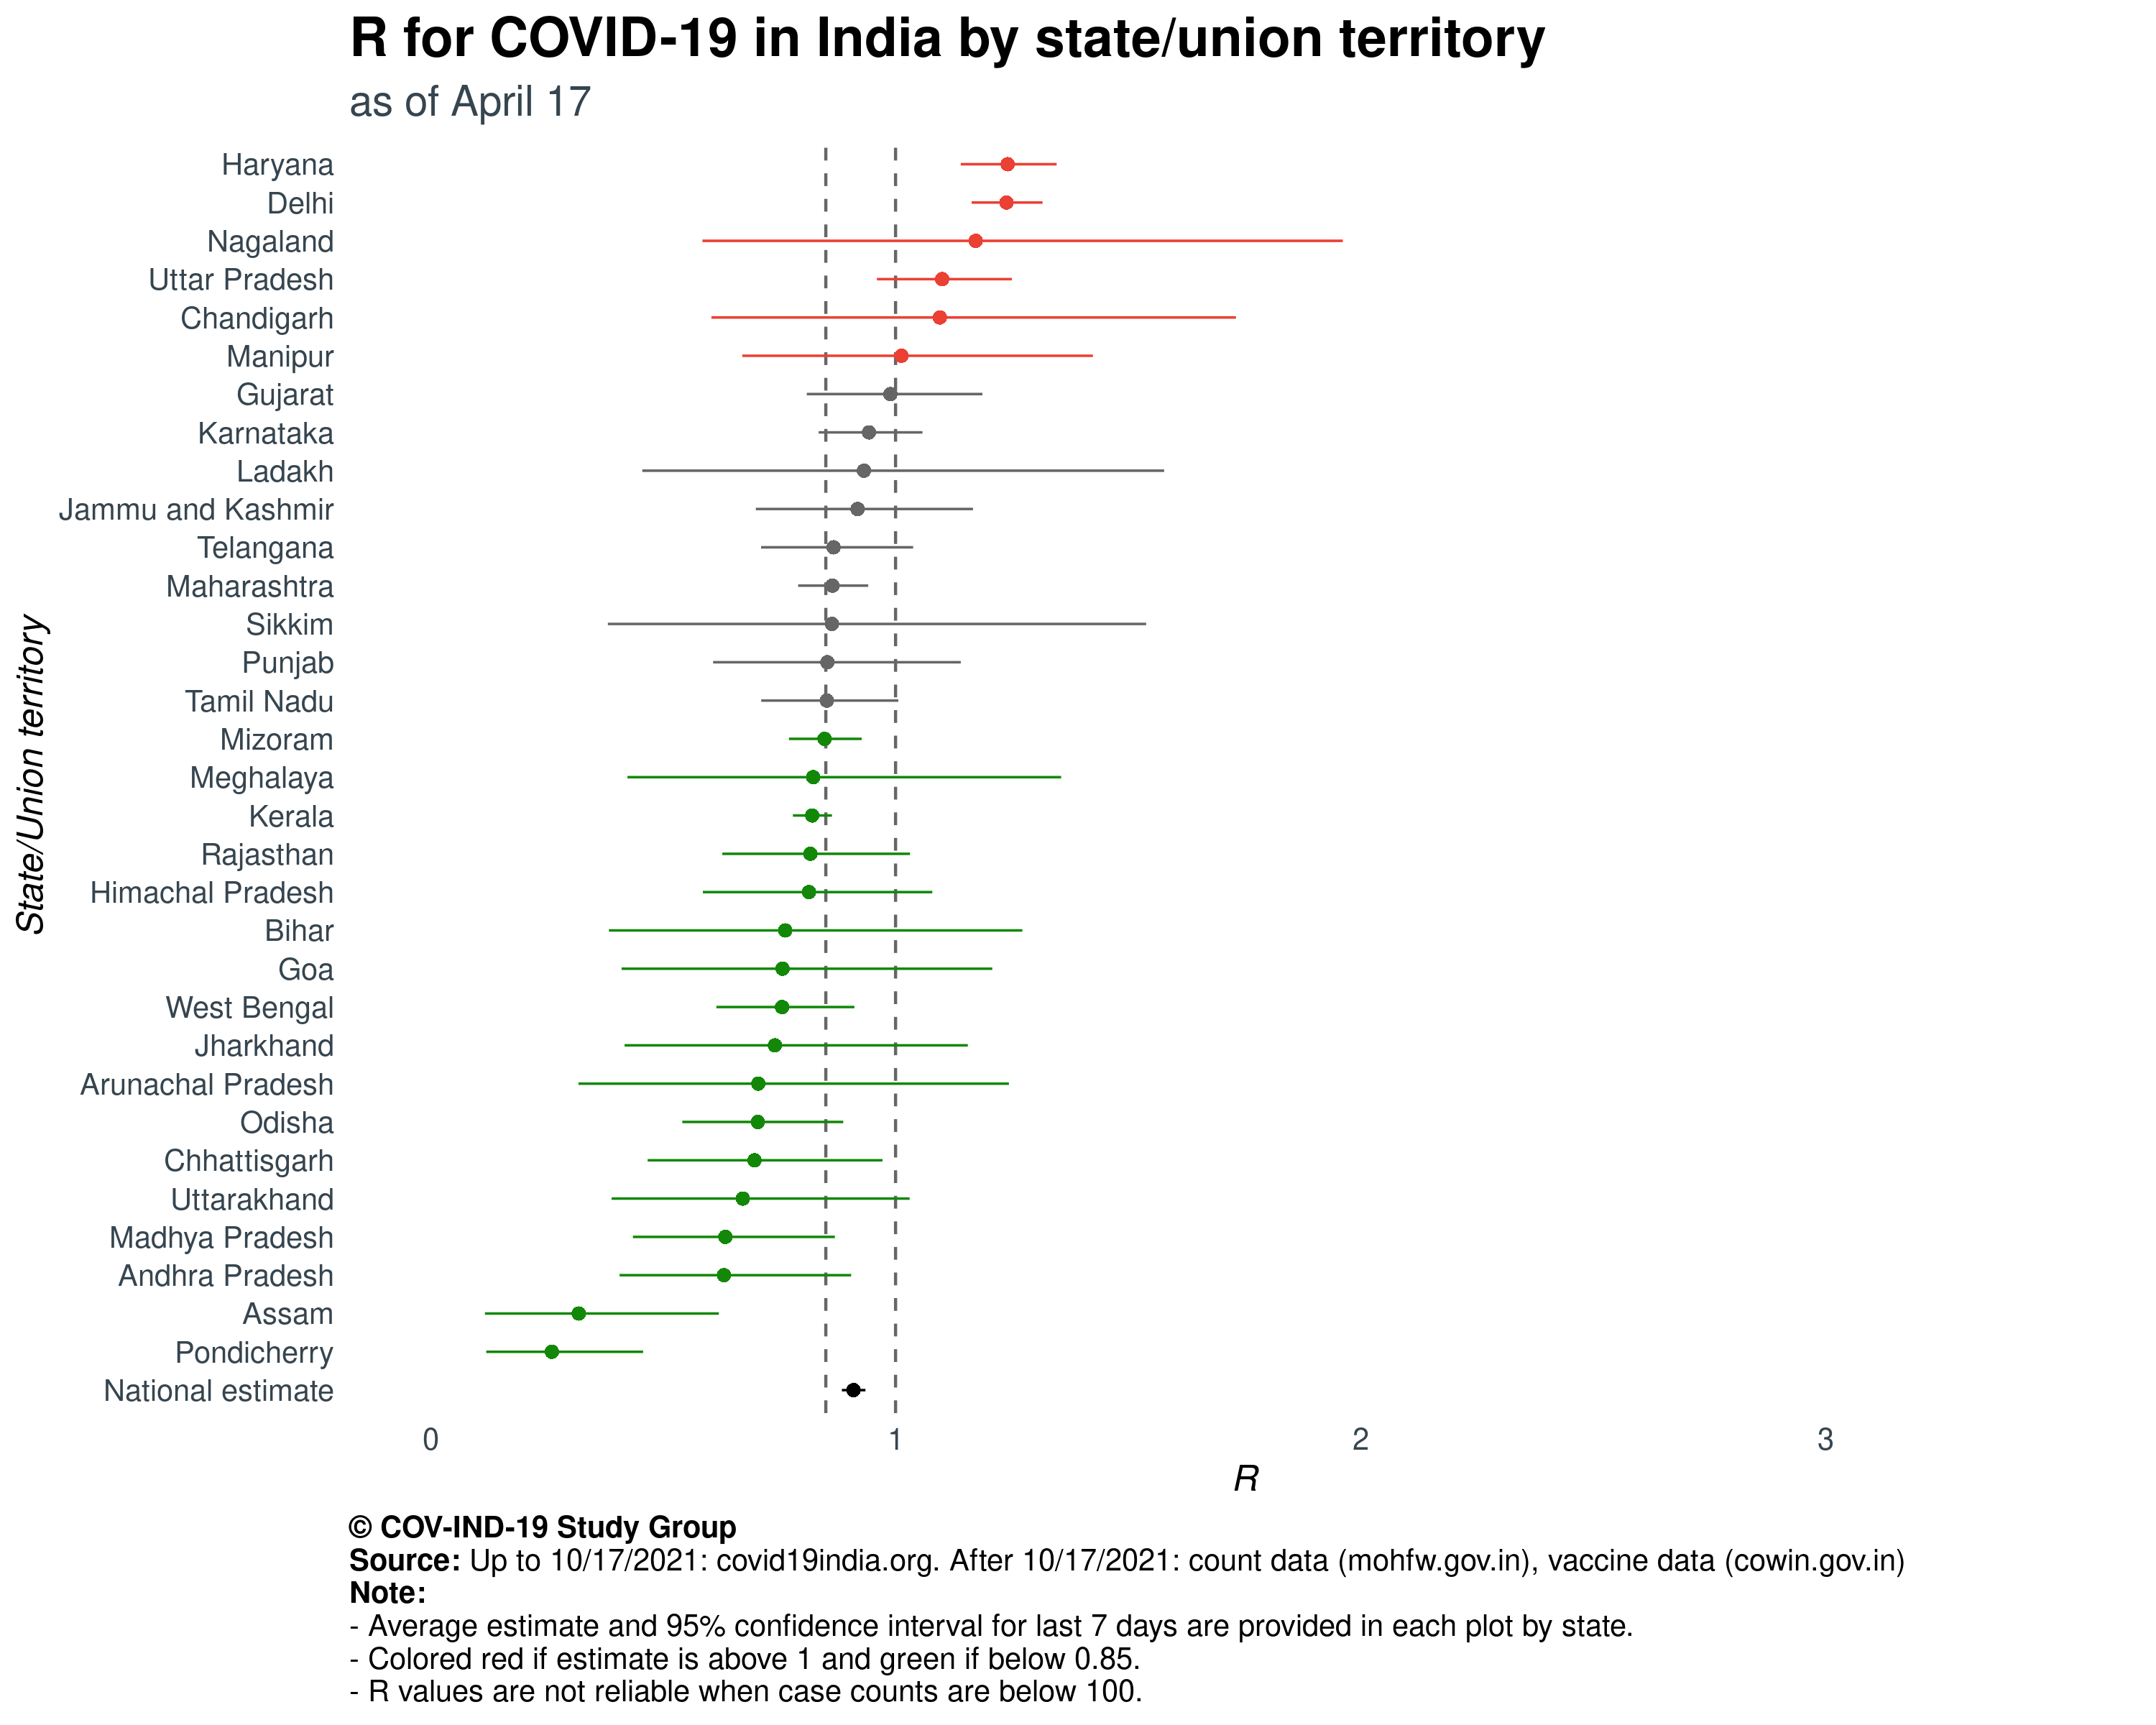 R for COVID-19 in India by state/union territory
as of April 17
Haryana
Delhi
Nagaland
Uttar Pradesh
Chandigarh
Manipur
Gujarat
Karnataka
Ladakh
Jammu and Kashmir
Telangana
Maharashtra
Sikkim
Punjab
Tamil Nadu
Mizoram
Meghalaya
Kerala
Rajasthan
Himachal Pradesh
Bihar
Goa
West Bengal
Jharkhand
Arunachal Pradesh
Odisha
Chhattisgarh
Uttarakhand
Madhya Pradesh
Andhra Pradesh
Assam
Pondicherry
National estimate
State/Union territory
0 1 2 3
R
© COV-IND-19 Study Group
Source: Up to 10/17/2021: covid19india.org. After 10/17/2021: count data (mohfw.gov.in), vaccine data (cowin.gov.in)
Note:
- Average estimate and 95% confidence interval for last 7 days are provided in each plot by state.
- Colored red if estimate is above 1 and green if below 0.85.
- R values are not reliable when case counts are below 100.